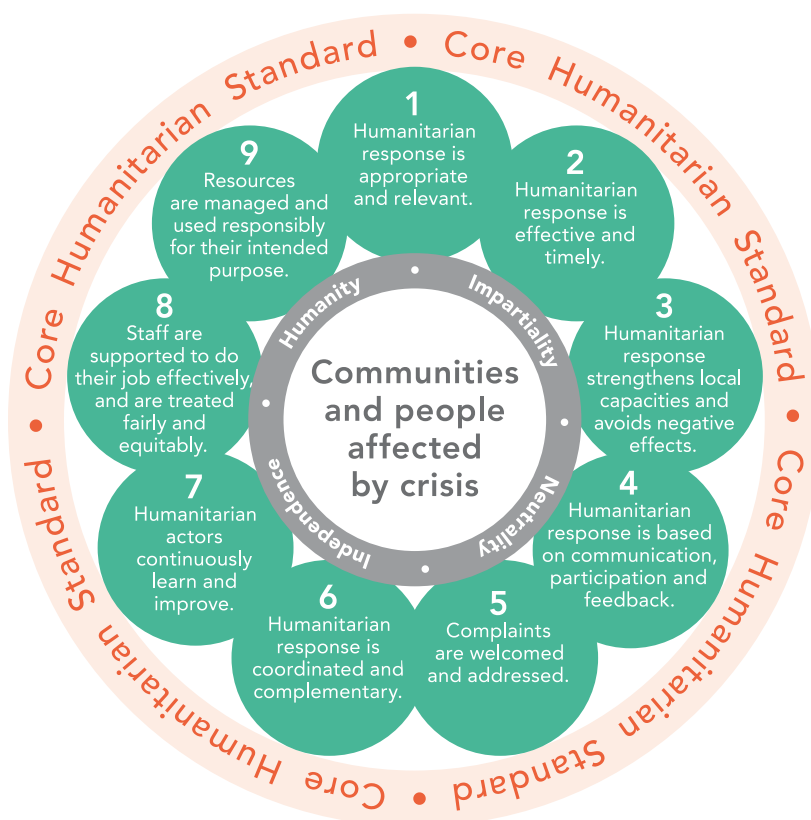 Core Humanitarian Standard • Core Humanitarian Standard • Core Humanitarian Standard • Core Humanitarian Standard •
1
Humanitarian
response is
appropriate
and relevant.
2
Humanitarian
response is
effective and
timely.
3
Humanitarian
response
strengthens local
capacities and
avoids negative
effects.
4
Humanitarian
response is based
on communication,
participation and
feedback.
5
Complaints
are welcomed
and addressed.
6
Humanitarian
response is
coordinated and
complementary.
7
Humanitarian
actors
continuously
learn and
improve.
8
Staff are
supported to do
their job effectively,
and are treated
fairly and
equitably.
9
Resources
are managed and
used responsibly
for their intended
purpose.
Humanity • Impartiality • Neutrality • Independence •
Communities
and people
affected
by crisis